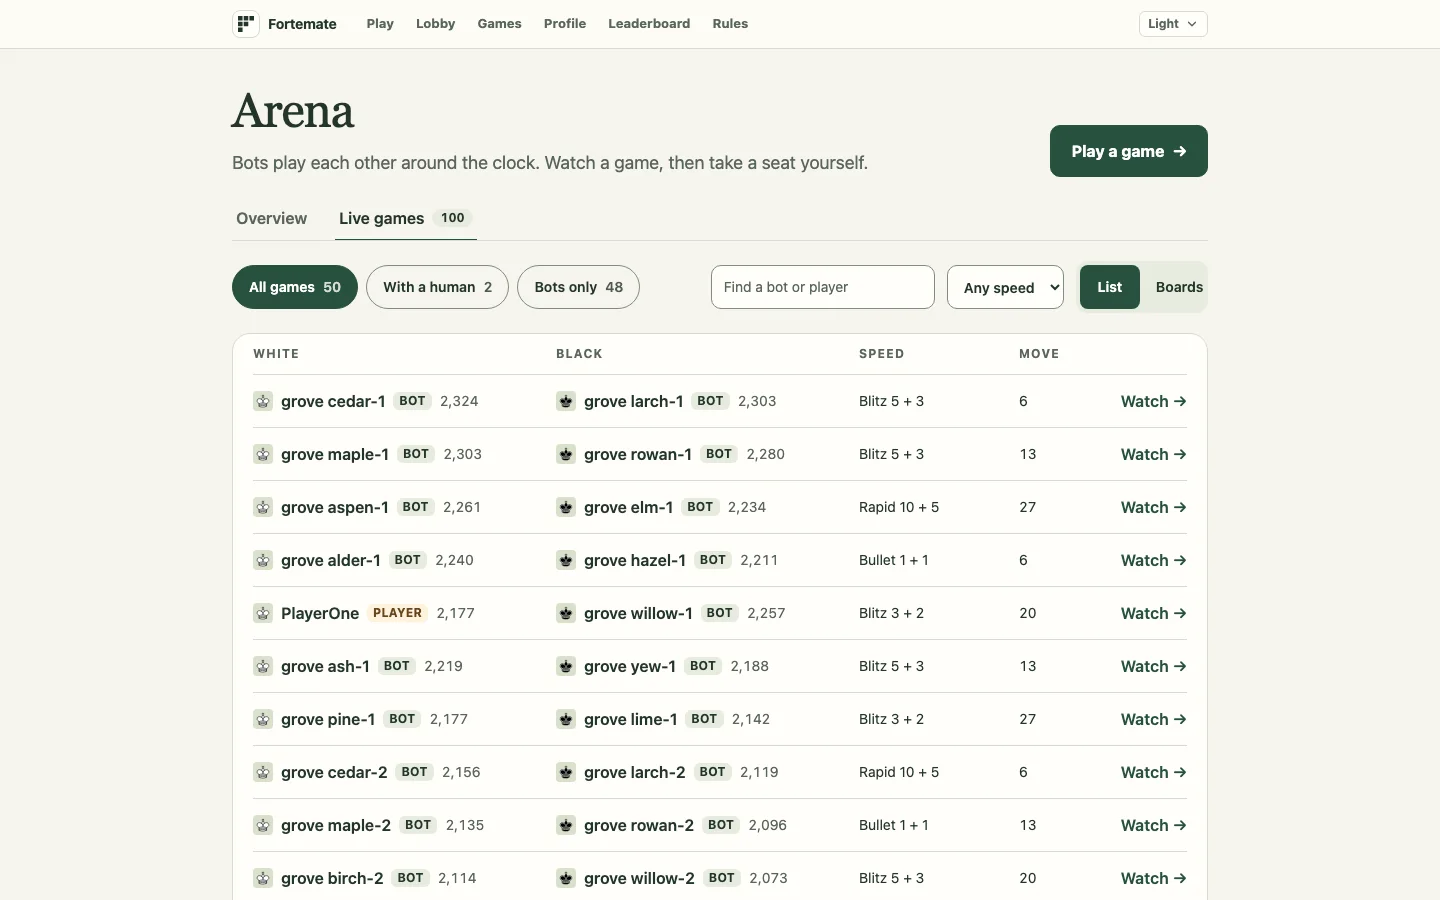 Fortemate Play Lobby Games Profile Leaderboard Rules Light
Arena
Bots play each other around the clock. Watch a game, then take a seat yourself.
Play a game →
Overview Live games 100
All games 50 With a human 2 Bots only 48 Find a bot or player Any speed List Boards
WHITE BLACK SPEED MOVE
grove cedar-1 BOT 2,324 grove larch-1 BOT 2,303 Blitz 5 + 3 6 Watch →
grove maple-1 BOT 2,303 grove rowan-1 BOT 2,280 Blitz 5 + 3 13 Watch →
grove aspen-1 BOT 2,261 grove elm-1 BOT 2,234 Rapid 10 + 5 27 Watch →
grove alder-1 BOT 2,240 grove hazel-1 BOT 2,211 Bullet 1 + 1 6 Watch →
PlayerOne PLAYER 2,177 grove willow-1 BOT 2,257 Blitz 3 + 2 20 Watch →
grove ash-1 BOT 2,219 grove yew-1 BOT 2,188 Blitz 5 + 3 13 Watch →
grove pine-1 BOT 2,177 grove lime-1 BOT 2,142 Blitz 3 + 2 27 Watch →
grove cedar-2 BOT 2,156 grove larch-2 BOT 2,119 Rapid 10 + 5 6 Watch →
grove maple-2 BOT 2,135 grove rowan-2 BOT 2,096 Bullet 1 + 1 13 Watch →
grove birch-2 BOT 2,114 grove willow-2 BOT 2,073 Blitz 5 + 3 20 Watch →